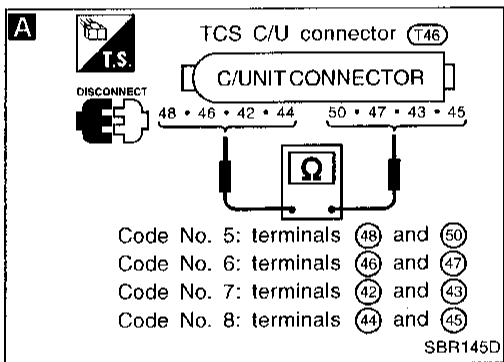 A
T.S.
TCS C/U connector T46
C/UNIT CONNECTOR
DISCONNECT
48 • 46 • 42 • 44 50 • 47 • 43 • 45
Ω
Code No. 5: terminals 48 and 50
Code No. 6: terminals 46 and 47
Code No. 7: terminals 42 and 43
Code No. 8: terminals 44 and 45
SBR145D